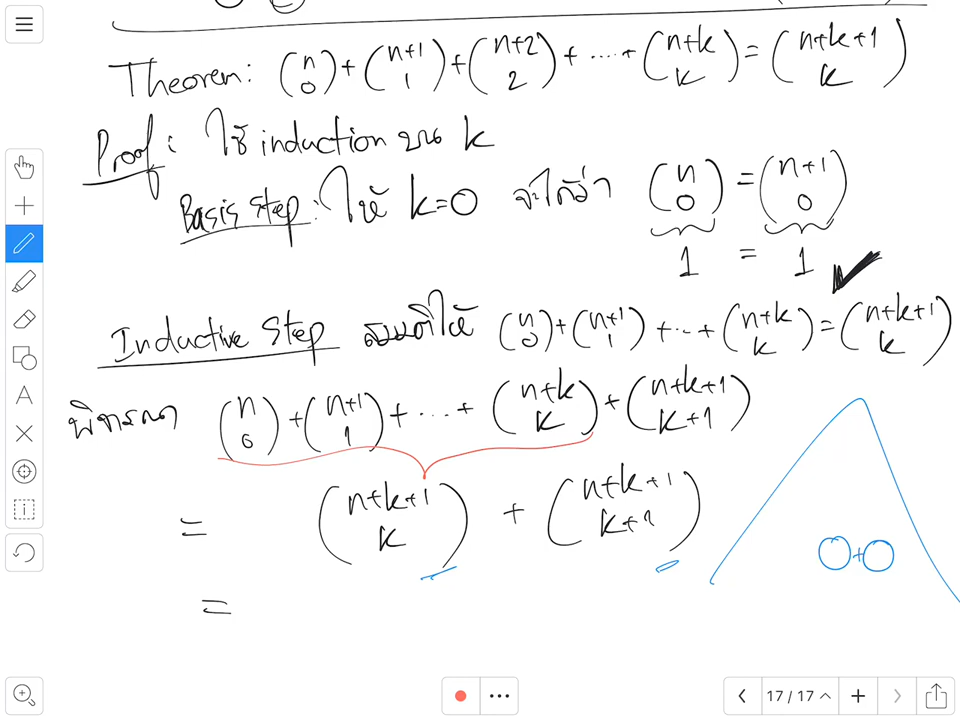 Theorem: (n 0) + (n+1 1) + (n+2 2) + ... + (n+k k) = (n+k+1 k)
Proof: ใช้ induction บน k
Basis step: ให้ k=0 จะได้ว่า (n 0) = (n+1 0)
1 = 1 ✓
Inductive Step สมมติให้ (n 0) + (n+1 1) + ... + (n+k k) = (n+k+1 k)
พิจารณา (n 0) + (n+1 1) + ... + (n+k k) + (n+k+1 k+1)
= (n+k+1 k) + (n+k+1 k+1)
O+O
=
17 / 17